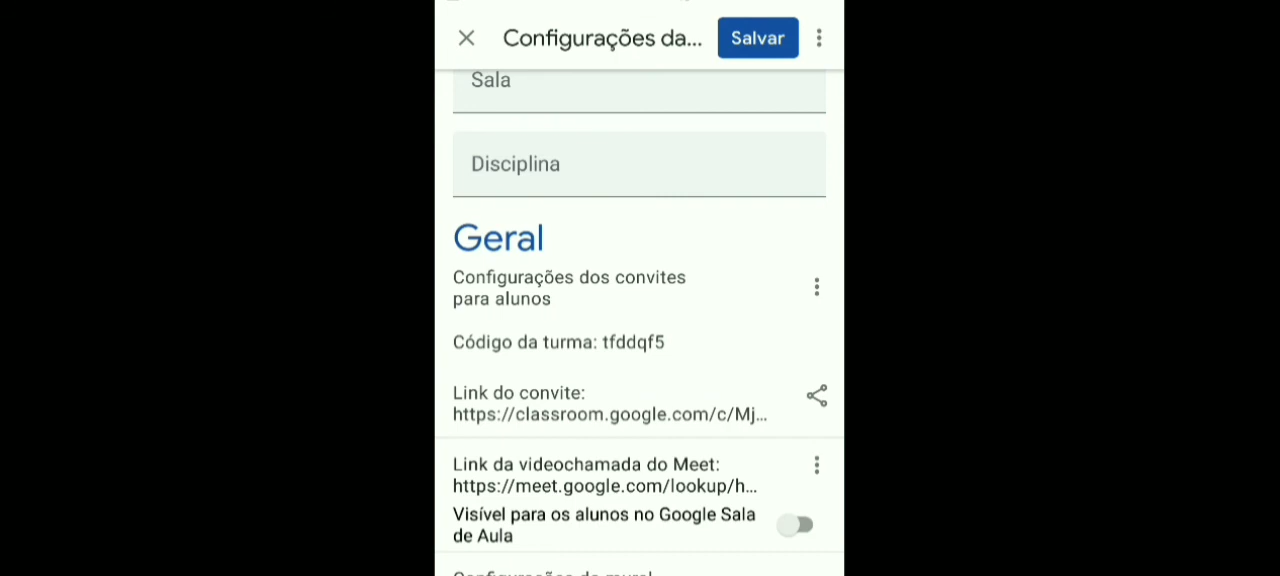 Configurações da...
Salvar
Sala
Disciplina
Geral
Configurações dos convites
para alunos
Código da turma: tfddqf5
Link do convite:
https://classroom.google.com/c/Mj...
Link da videochamada do Meet:
https://meet.google.com/lookup/h...
Visível para os alunos no Google Sala
de Aula